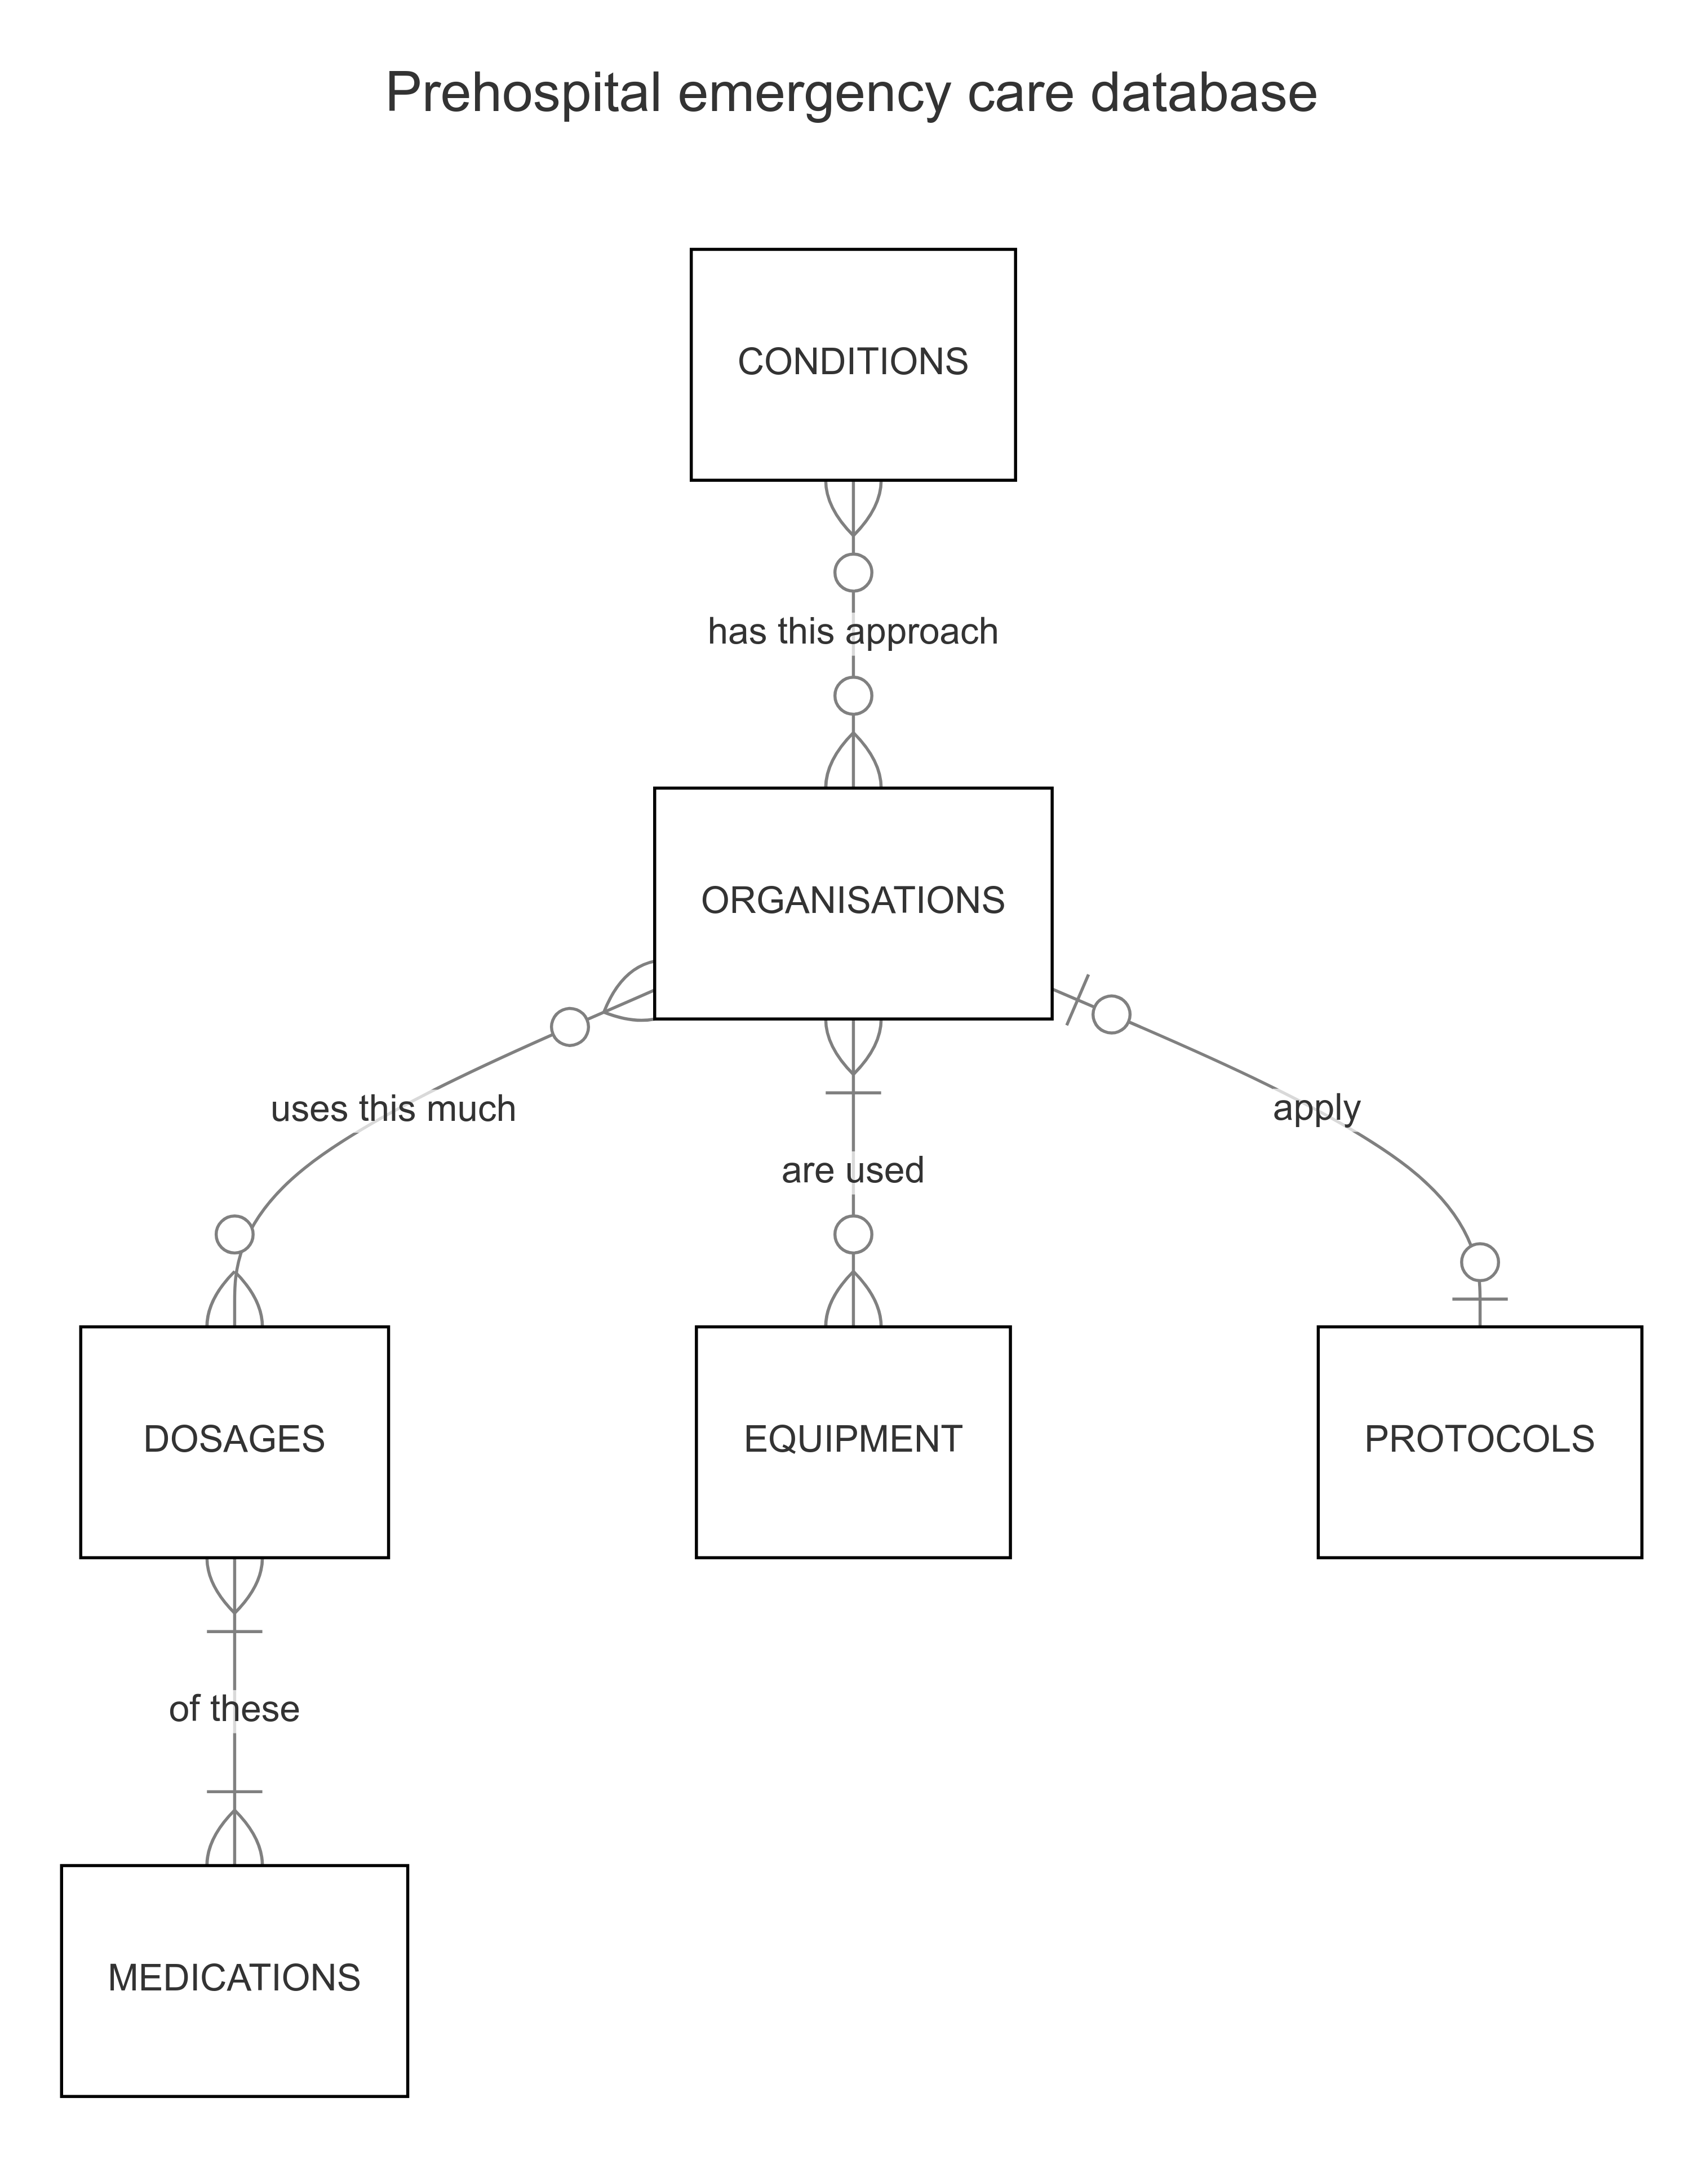 Prehospital emergency care database
CONDITIONS
has this approach
ORGANISATIONS
uses this much
apply
are used
DOSAGES
EQUIPMENT
PROTOCOLS
of these
MEDICATIONS